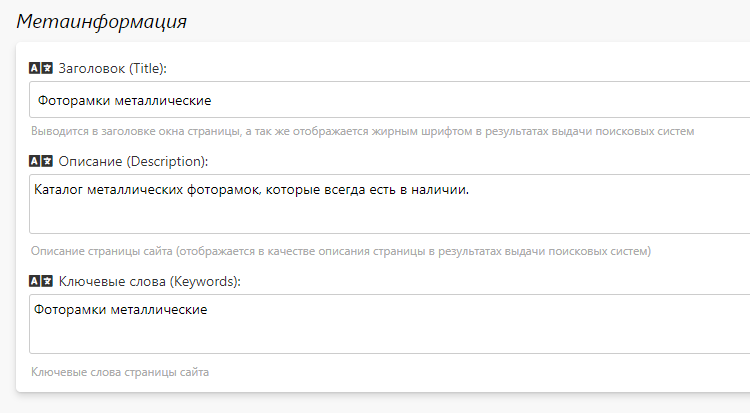 Метаинформация
Заголовок (Title):
Фоторамки металлические
Выводится в заголовке окна страницы, а так же отображается жирным шрифтом в результатах выдачи поисковых систем
Описание (Description):
Каталог металлических фоторамок, которые всегда есть в наличии.
Описание страницы сайта (отображается в качестве описания страницы в результатах выдачи поисковых систем)
Ключевые слова (Keywords):
Фоторамки металлические
Ключевые слова страницы сайта